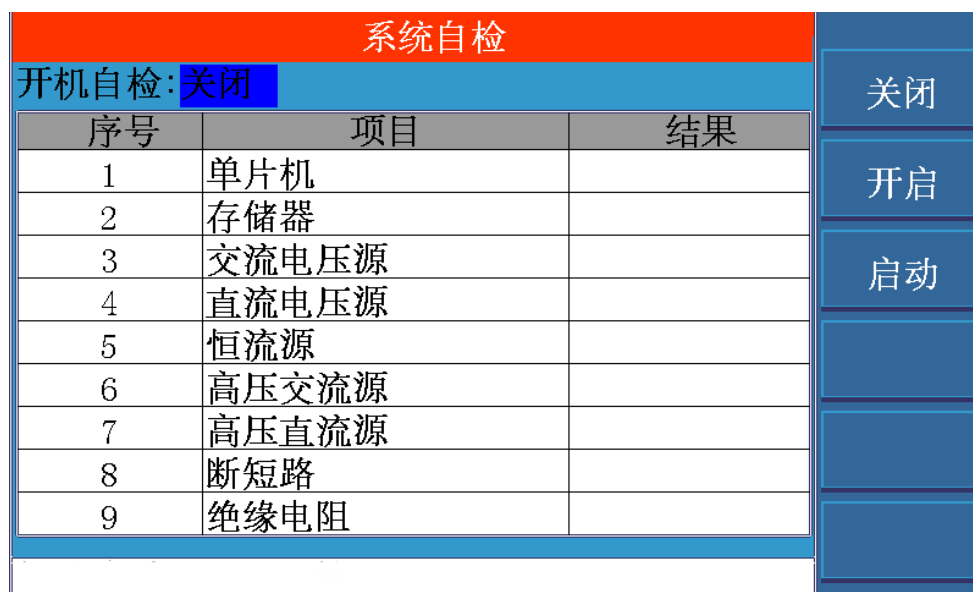 系统自检
开机自检:关闭
序号 项目 结果
1 单片机
2 存储器
3 交流电压源
4 直流电压源
5 恒流源
6 高压交流源
7 高压直流源
8 断短路
9 绝缘电阻
关闭
开启
启动